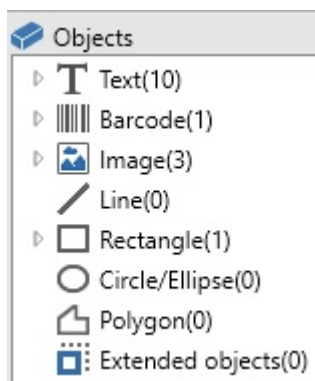 Objects
Text(10)
Barcode(1)
Image(3)
Line(0)
Rectangle(1)
Circle/Ellipse(0)
Polygon(0)
Extended objects(0)